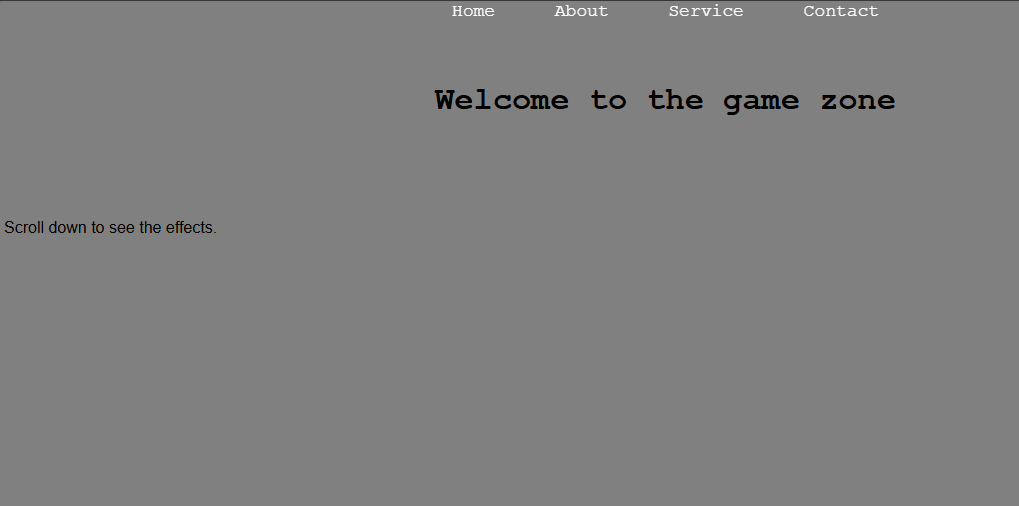 Home About Service Contact
Welcome to the game zone
Scroll down to see the effects.